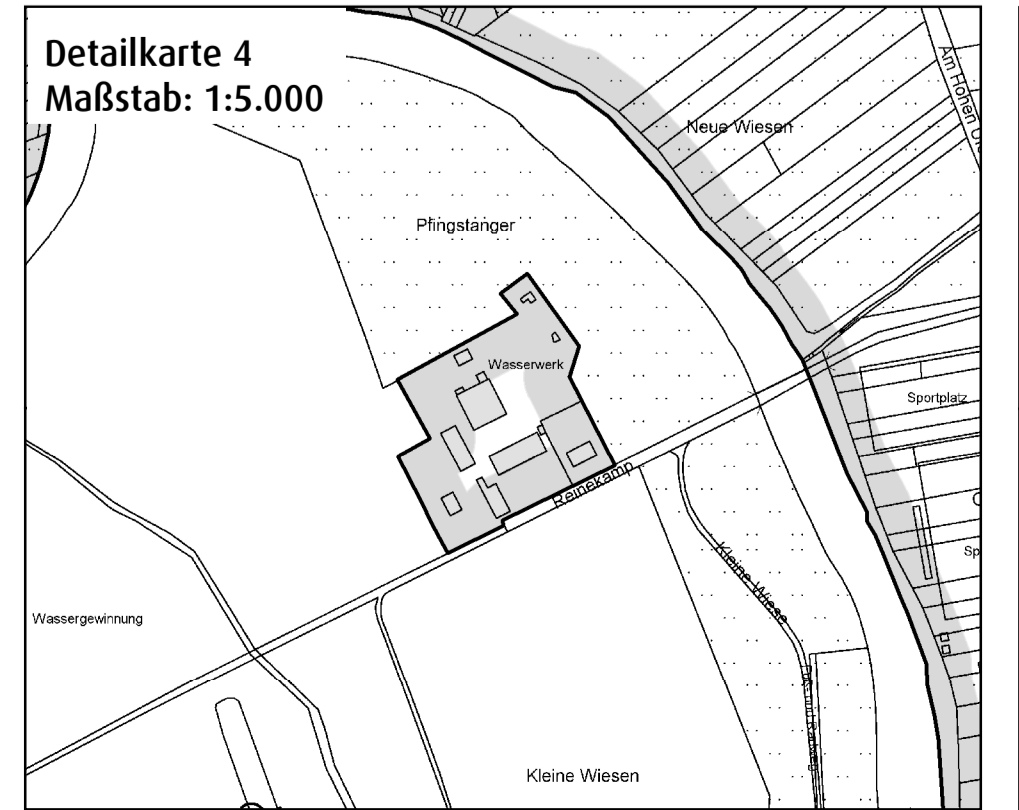 Detailkarte 4
Maßstab: 1:5.000
Am Hohen
Neue Wiesen
Pfingstanger
Wasserwerk
Sportplatz
Reinekamp
Kleine Wiese
Sp
Wassergewinnung
Kleine Wiesen